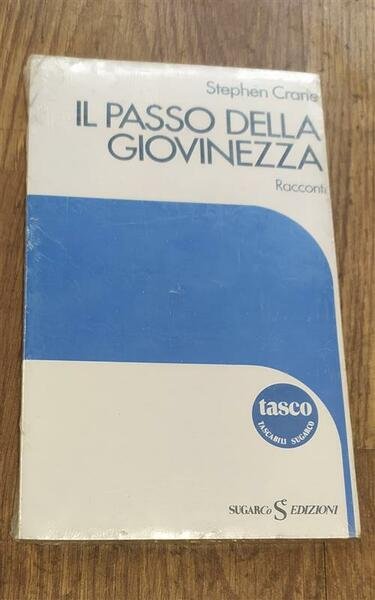 Stephen Crane
IL PASSO DELLA
GIOVINEZZA
Racconti
tasco
TASCABILI SUGARCO
SUGARCo S EDIZIONI